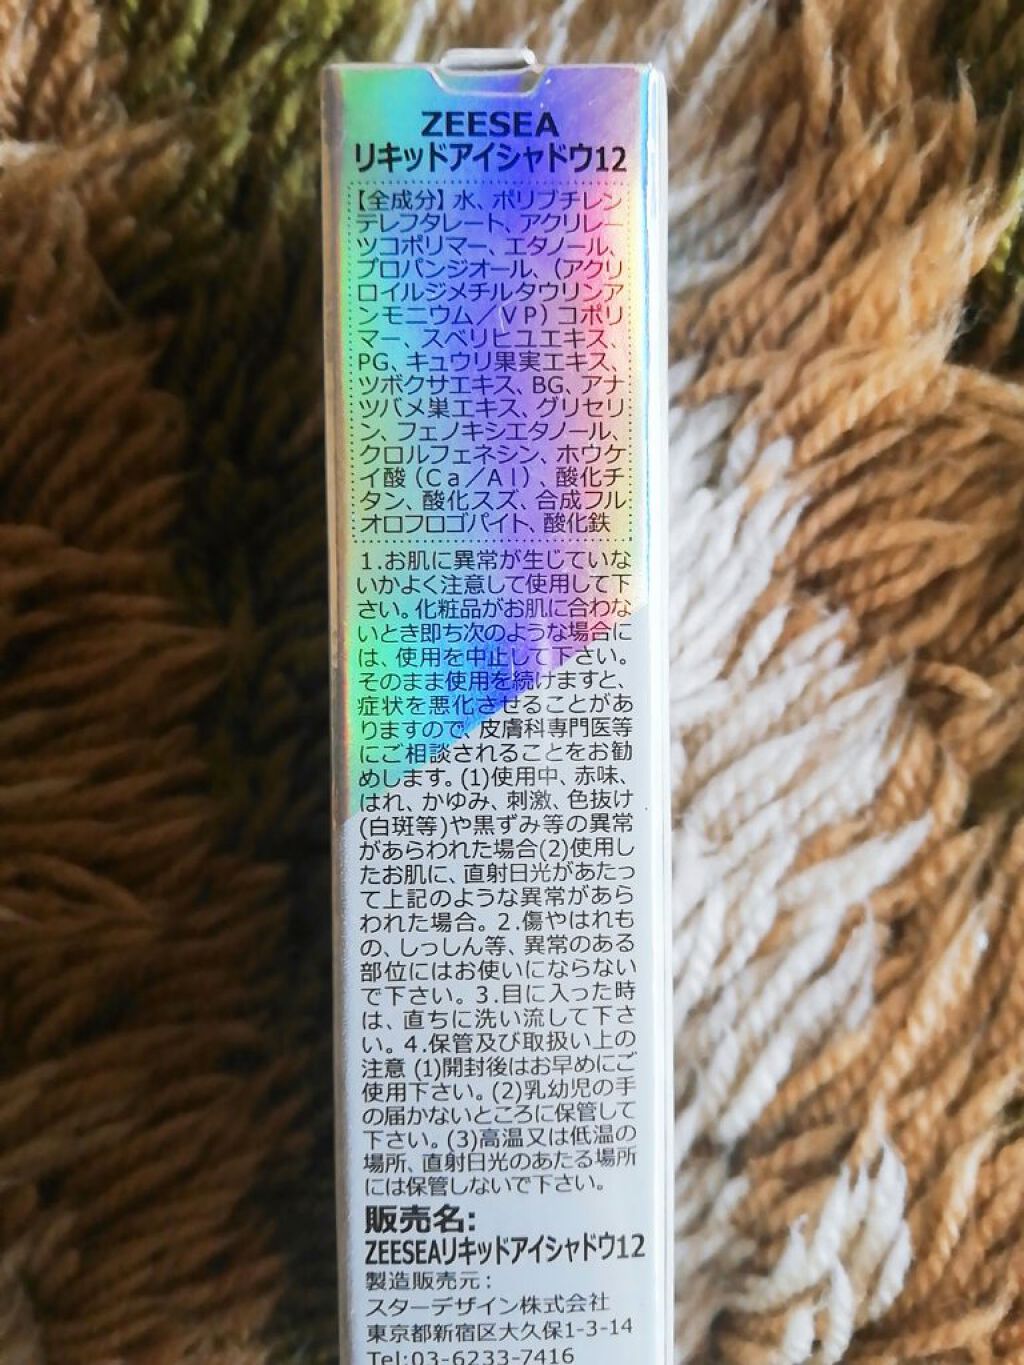 ZEESEA
リキッドアイシャドウ12
【全成分】水、ポリブチレン
テレフタレート、アクリレー
ツコポリマー、エタノール、
プロパンジオール、(アクリ
ロイルジメチルタウリンア
ンモニウム/VP)コポリ
マー、スベリヒユエキス、
PG、キュウリ果実エキス、
ツボクサエキス、BG、アナ
ツバメ巣エキス、グリセリ
ン、フェノキシエタノール、
クロルフェネシン、ホウケ
イ酸(Ca/Al)、酸化チ
タン、酸化スズ、合成フル
オロフロゴパイト、酸化鉄
1.お肌に異常が生じていな
いかよく注意して使用して下
さい。化粧品がお肌に合わな
いとき即ち次のような場合に
は、使用を中止して下さい。
そのまま使用を続けますと、
症状を悪化させることがあ
りますので、皮膚科専門医等
にご相談されることをお勧
めします。(1)使用中、赤味、
はれ、かゆみ、刺激、色抜け
(白斑等)や黒ずみ等の異常
があらわれた場合(2)使用し
たお肌に、直射日光があたっ
て上記のような異常があら
われた場合。2.傷やはれも
の、しっしん等、異常のある
部位にはお使いにならない
で下さい。3.目に入った時
は、直ちに洗い流して下さ
い。4.保管及び取扱い上の
注意 (1)開封後はお早めにご
使用下さい。(2)乳幼児の手
の届かないところに保管して
下さい。(3)高温又は低温の
場所、直射日光のあたる場所
には保管しないで下さい。
販売名:
ZEESEAリキッドアイシャドウ12
製造販売元:
スターデザイン株式会社
東京都新宿区大久保1-3-14
Tel:03-6233-7416